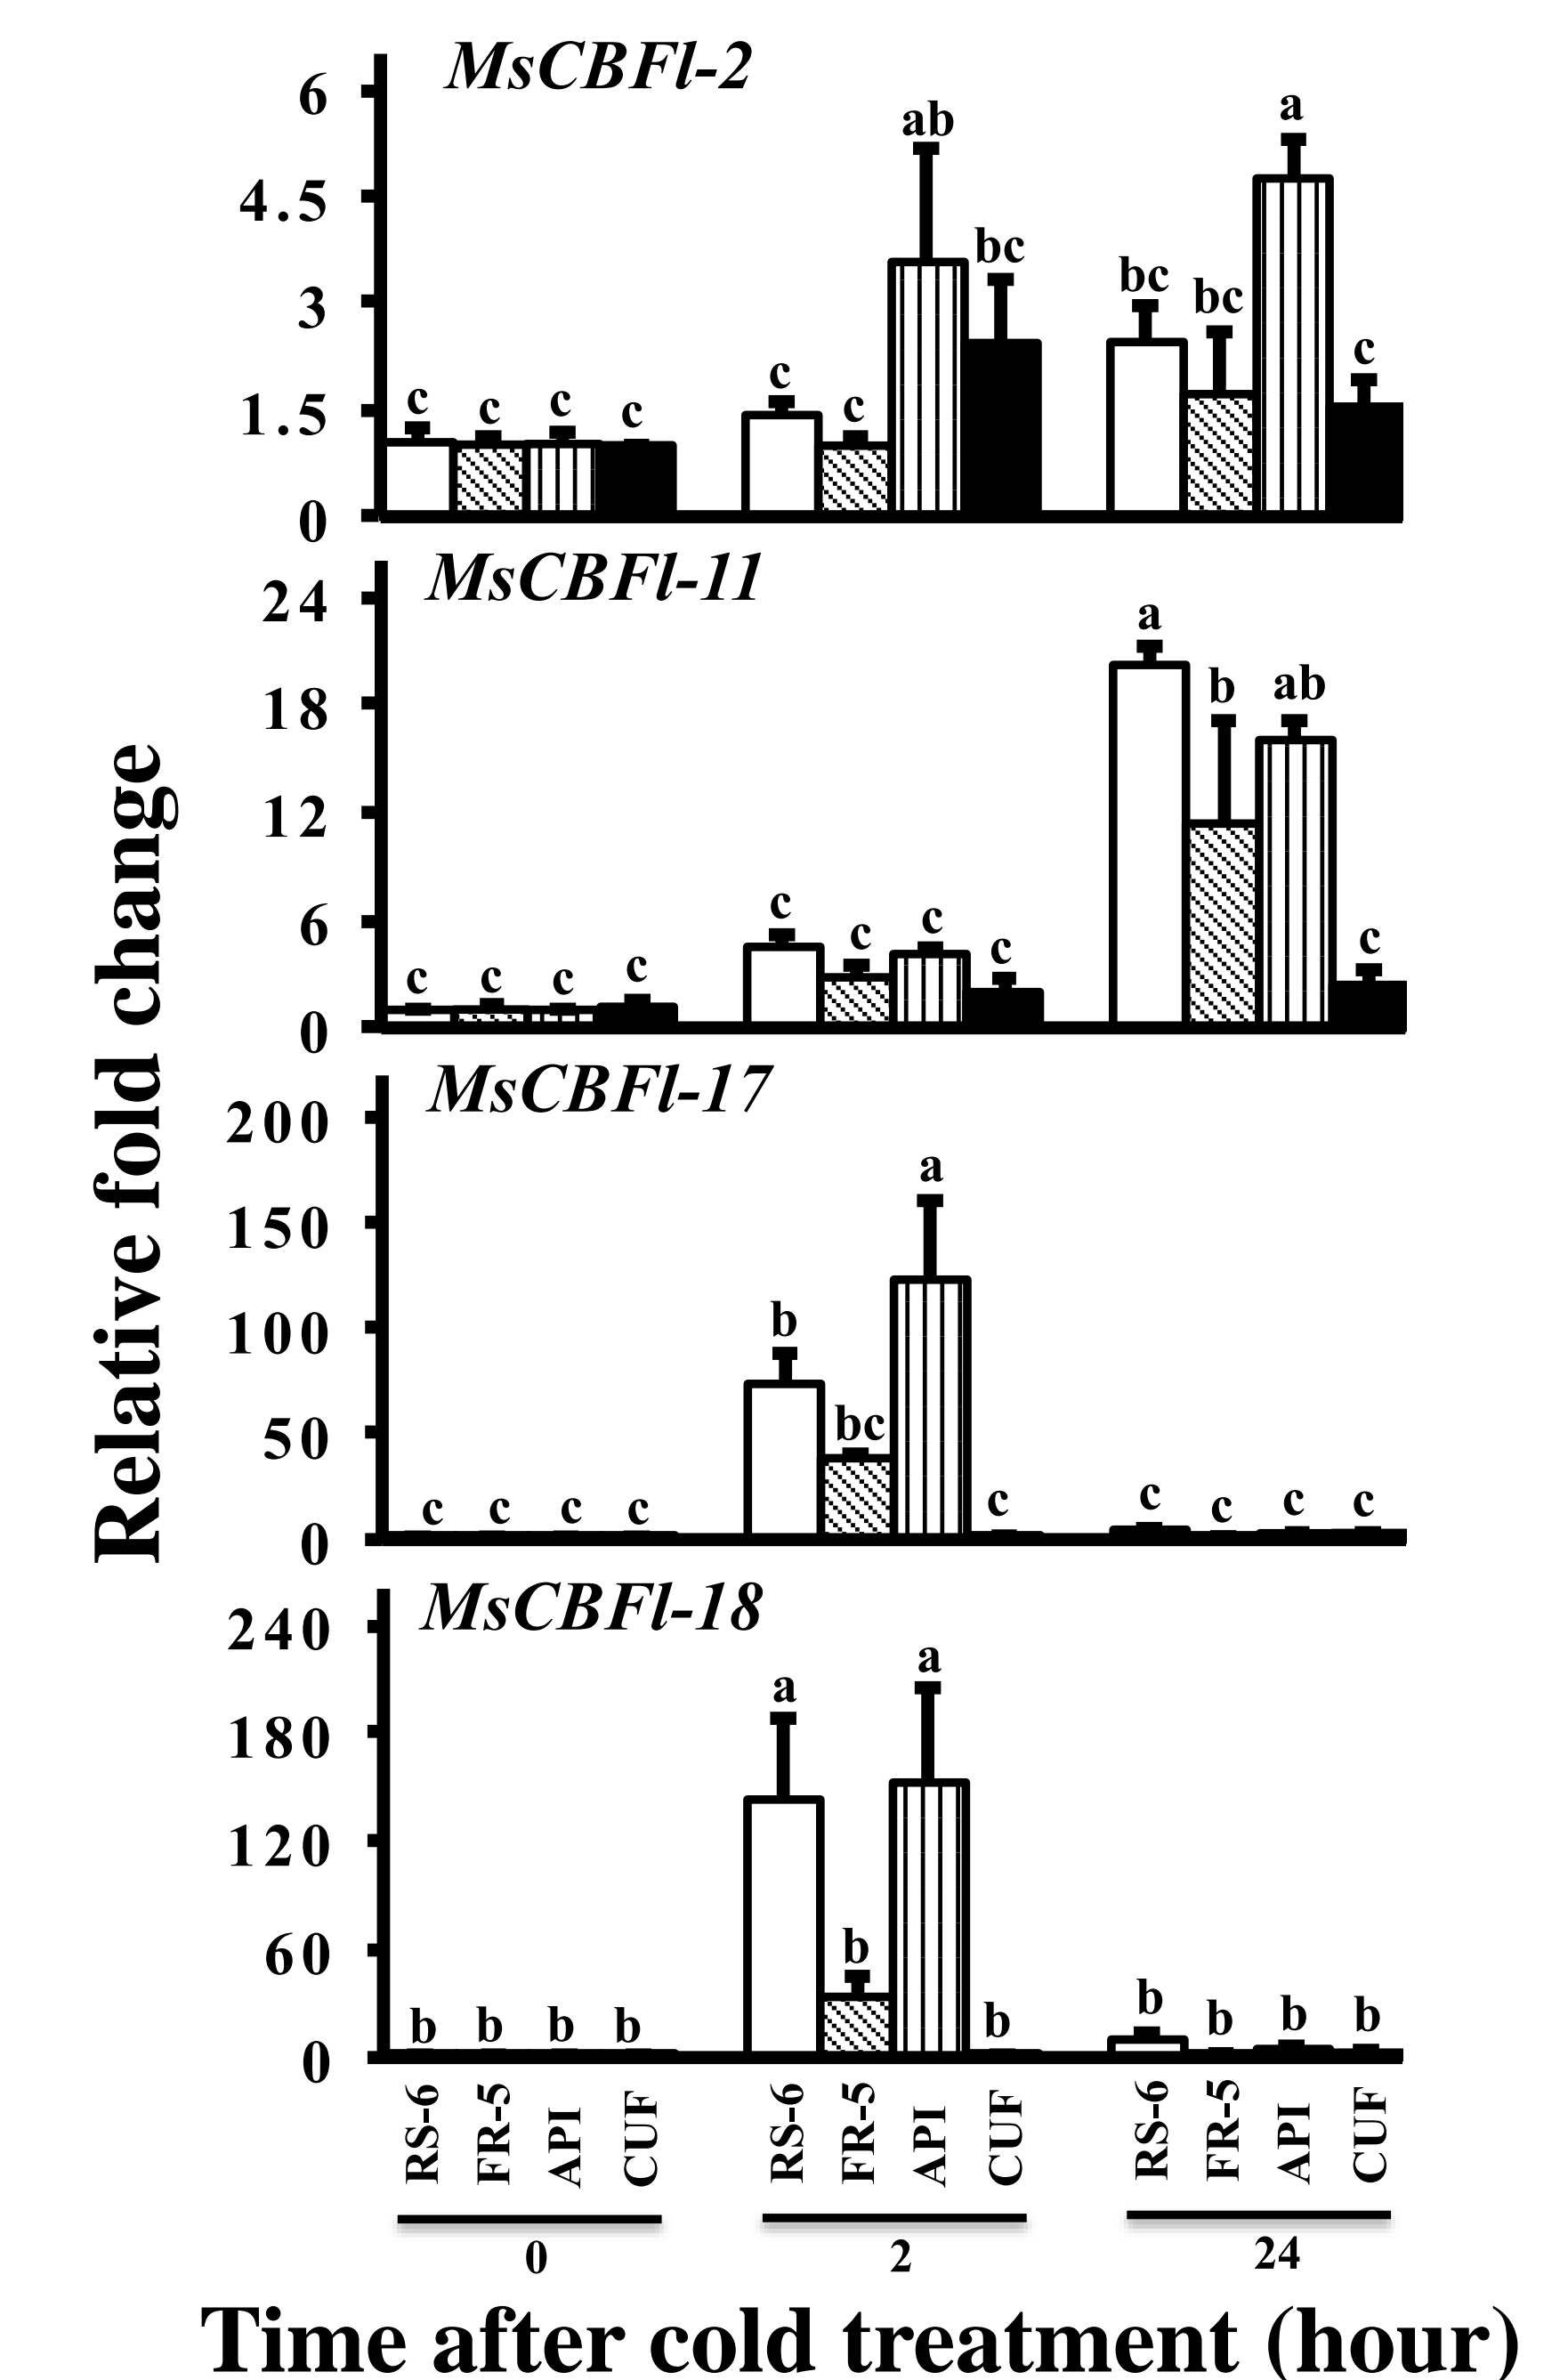 Relative fold change
MsCBFl-2
6
4.5
3
1.5
0
c c c c c c ab bc bc bc a c
MsCBFl-11
24
18
12
6
0
c c c c c c c c a b ab c
MsCBFl-17
200
150
100
50
0
c c c c b bc a c c c c c
MsCBFl-18
240
180
120
60
0
b b b b a b a b b b b b
RS-6 FR-5 API CUF RS-6 FR-5 API CUF RS-6 FR-5 API CUF
0 2 24
Time after cold treatment (hour)